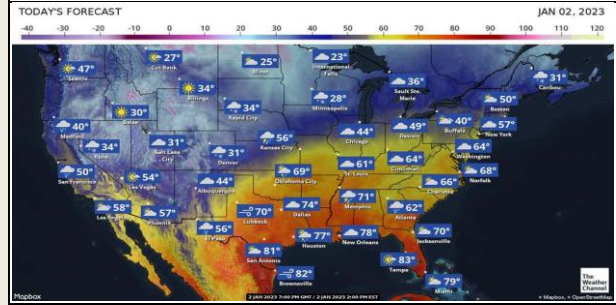 TODAY'S FORECAST
JAN 02, 2023
-40 -30 -20 -10 0 10 20 30 40 50 60 70 80 90 100 110 120
47°
Seattle
27°
Cut Bank
25°
Minot
23°
International
Falls
31°
Caribou
34°
Billings
36°
Sault Ste.
Marie
30°
Boise
34°
Rapid City
28°
Minneapolis
50°
Boston
40°
Medford
40°
Buffalo
57°
New York
34°
Reno
31°
Salt Lake
City
31°
Denver
56°
Kansas City
44°
Chicago
49°
Detroit
64°
Washington
50°
San Francisco
54°
Las Vegas
44°
Albuquerque
69°
Oklahoma City
61°
St. Louis
64°
Cincinnati
68°
Norfolk
66°
Charlotte
58°
Los Angeles
57°
Phoenix
70°
Lubbock
74°
Dallas
71°
Memphis
62°
Atlanta
56°
El Paso
77°
Houston
78°
New Orleans
70°
Jacksonville
81°
San Antonio
83°
Tampa
82°
Brownsville
79°
Miami
The
Weather
Channel
Mapbox
2 JAN 2023 7:00 PM GMT / 2 JAN 2023 2:00 PM EST
© Mapbox, © OpenStreetMap